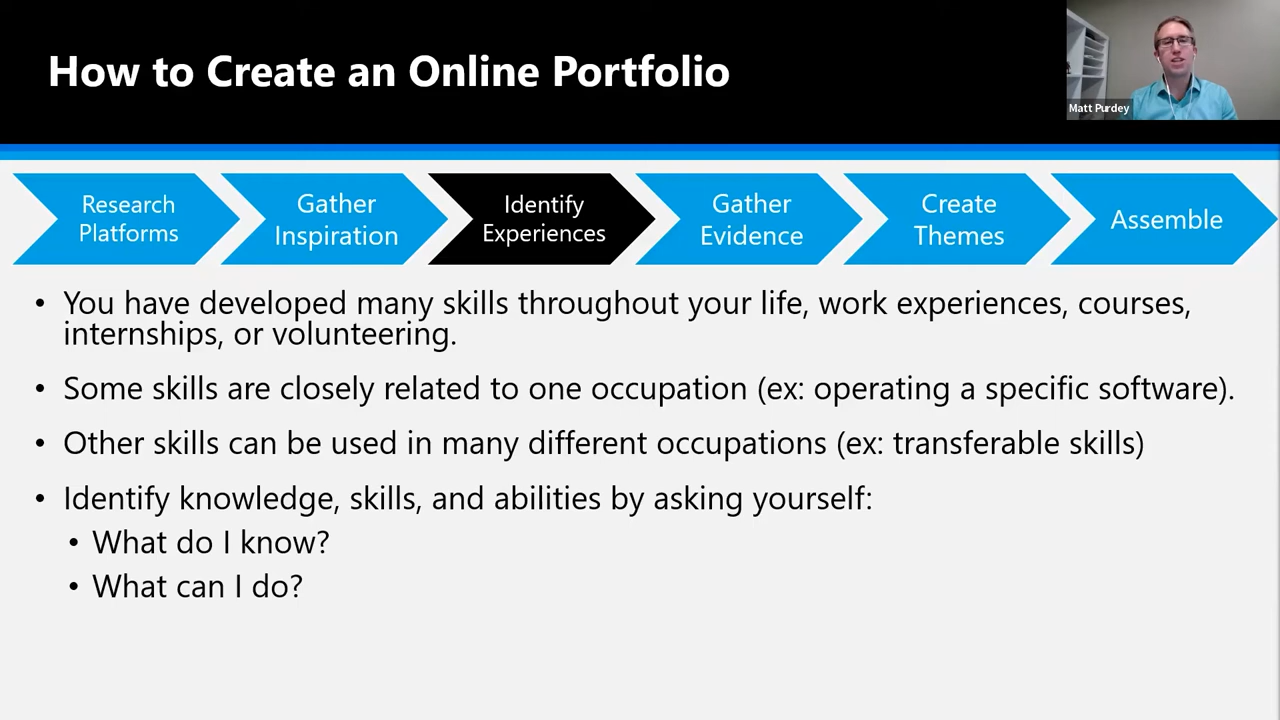 How to Create an Online Portfolio
Matt Purdey
Research
Platforms
Gather
Inspiration
Identify
Experiences
Gather
Evidence
Create
Themes
Assemble
• You have developed many skills throughout your life, work experiences, courses,
internships, or volunteering.
• Some skills are closely related to one occupation (ex: operating a specific software).
• Other skills can be used in many different occupations (ex: transferable skills)
• Identify knowledge, skills, and abilities by asking yourself:
• What do I know?
• What can I do?